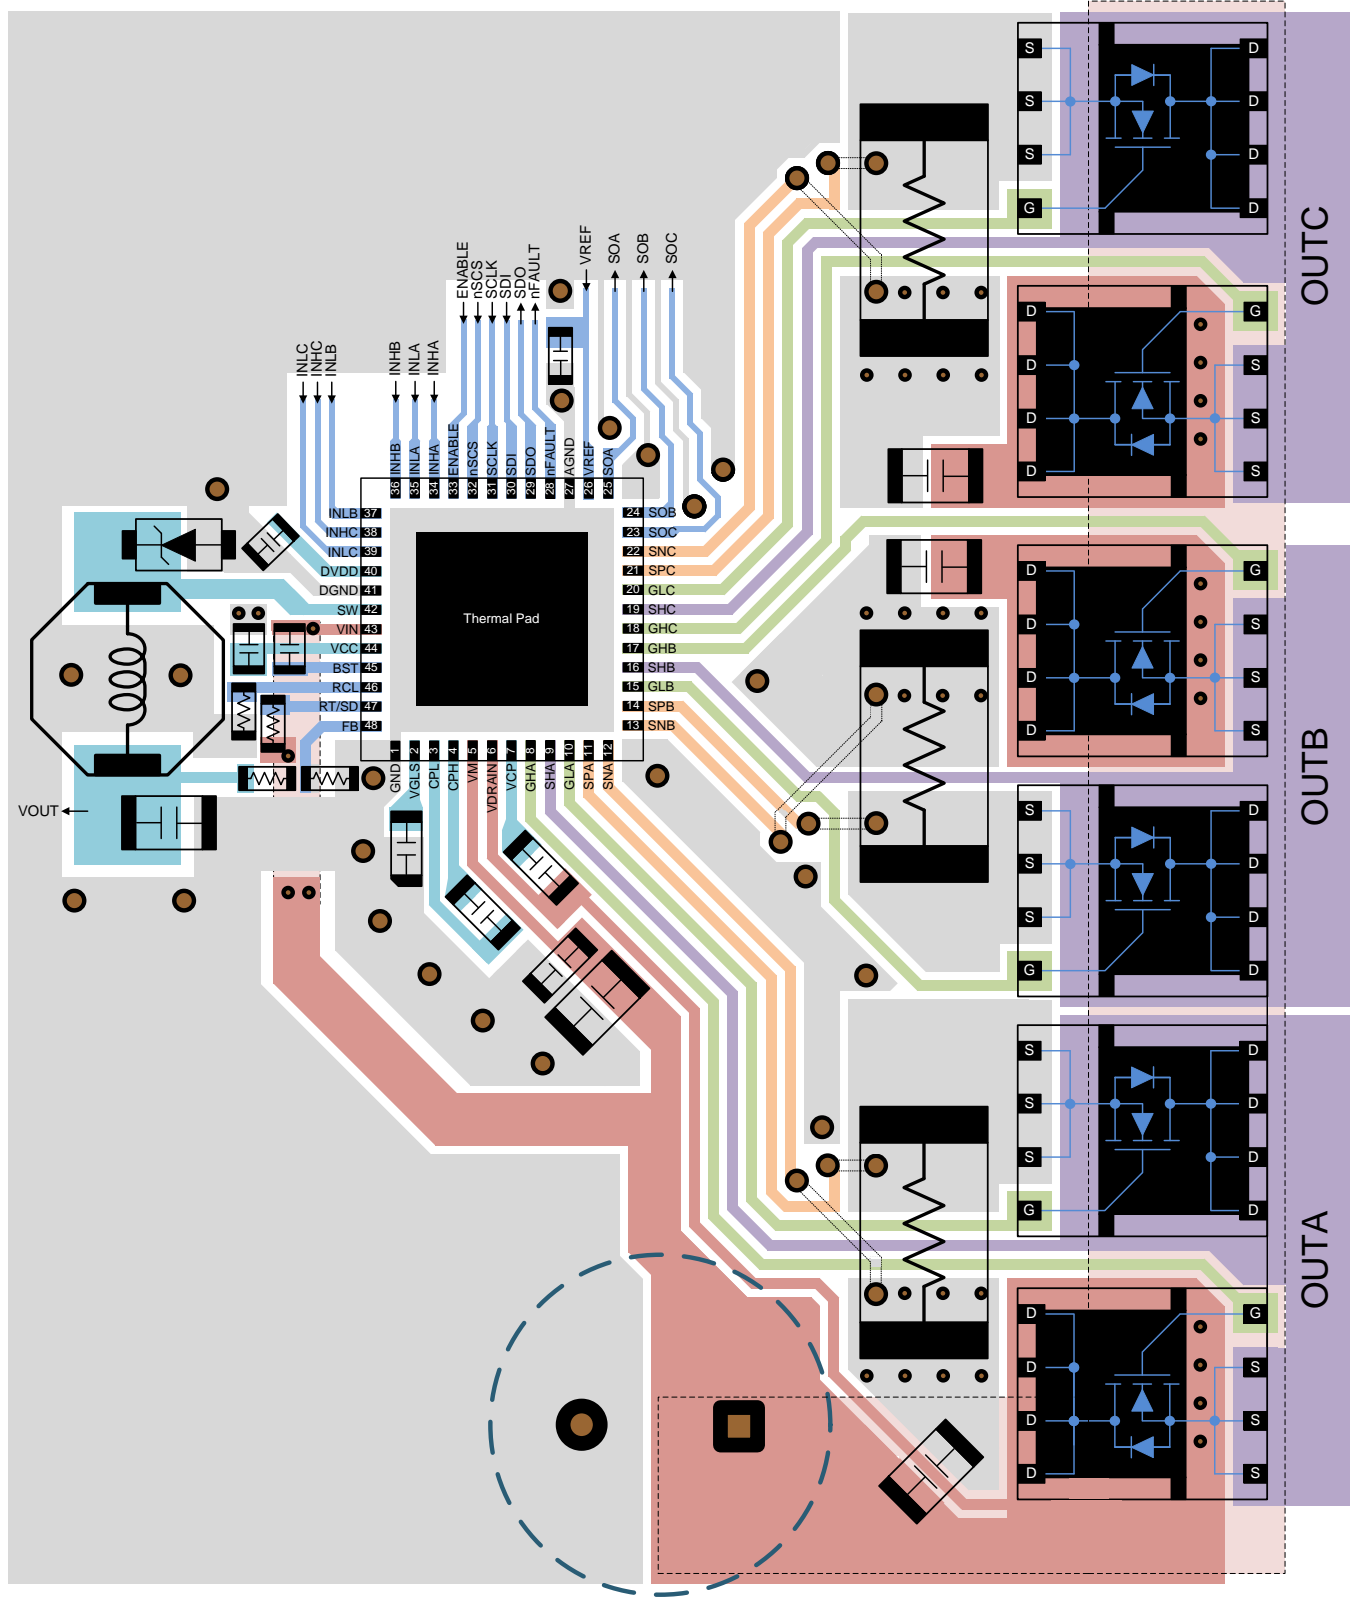 S
D
S
D
S
D
G
D
OUTC
ENABLE
nSCS
SCLK
SDI
SDO
nFAULT
VREF
SOA
SOB
SOC
INLC
INHC
INLB
INHB
INLA
INHA
D
G
D
S
D
S
D
S
INHB
INLA
INHA
ENABLE
nSCS
SCLK
SDI
SDO
nFAULT
AGND
VREF
SOA
36
35
34
33
32
31
30
29
28
27
26
25
INLB 37
INHC 38
INLC 39
DVDD 40
DGND 41
SW 42
VIN 43
VCC 44
BST 45
RCL 46
RT/SD 47
FB 48
Thermal Pad
24 SOB
23 SOC
22 SNC
21 SPC
20 GLC
19 SHC
18 GHC
17 GHB
16 SHB
15 GLB
14 SPB
13 SNB
1
2
3
4
5
6
7
8
9
10
11
12
GND
VGLS
CPL
CPH
VM
VDRAIN
VCP
GHA
SHA
GLA
SPA
SNA
VOUT
D
G
D
S
D
S
D
S
OUTB
S
D
S
D
S
D
G
D
S
D
S
D
S
D
G
D
OUTA
D
G
D
S
D
S
D
S